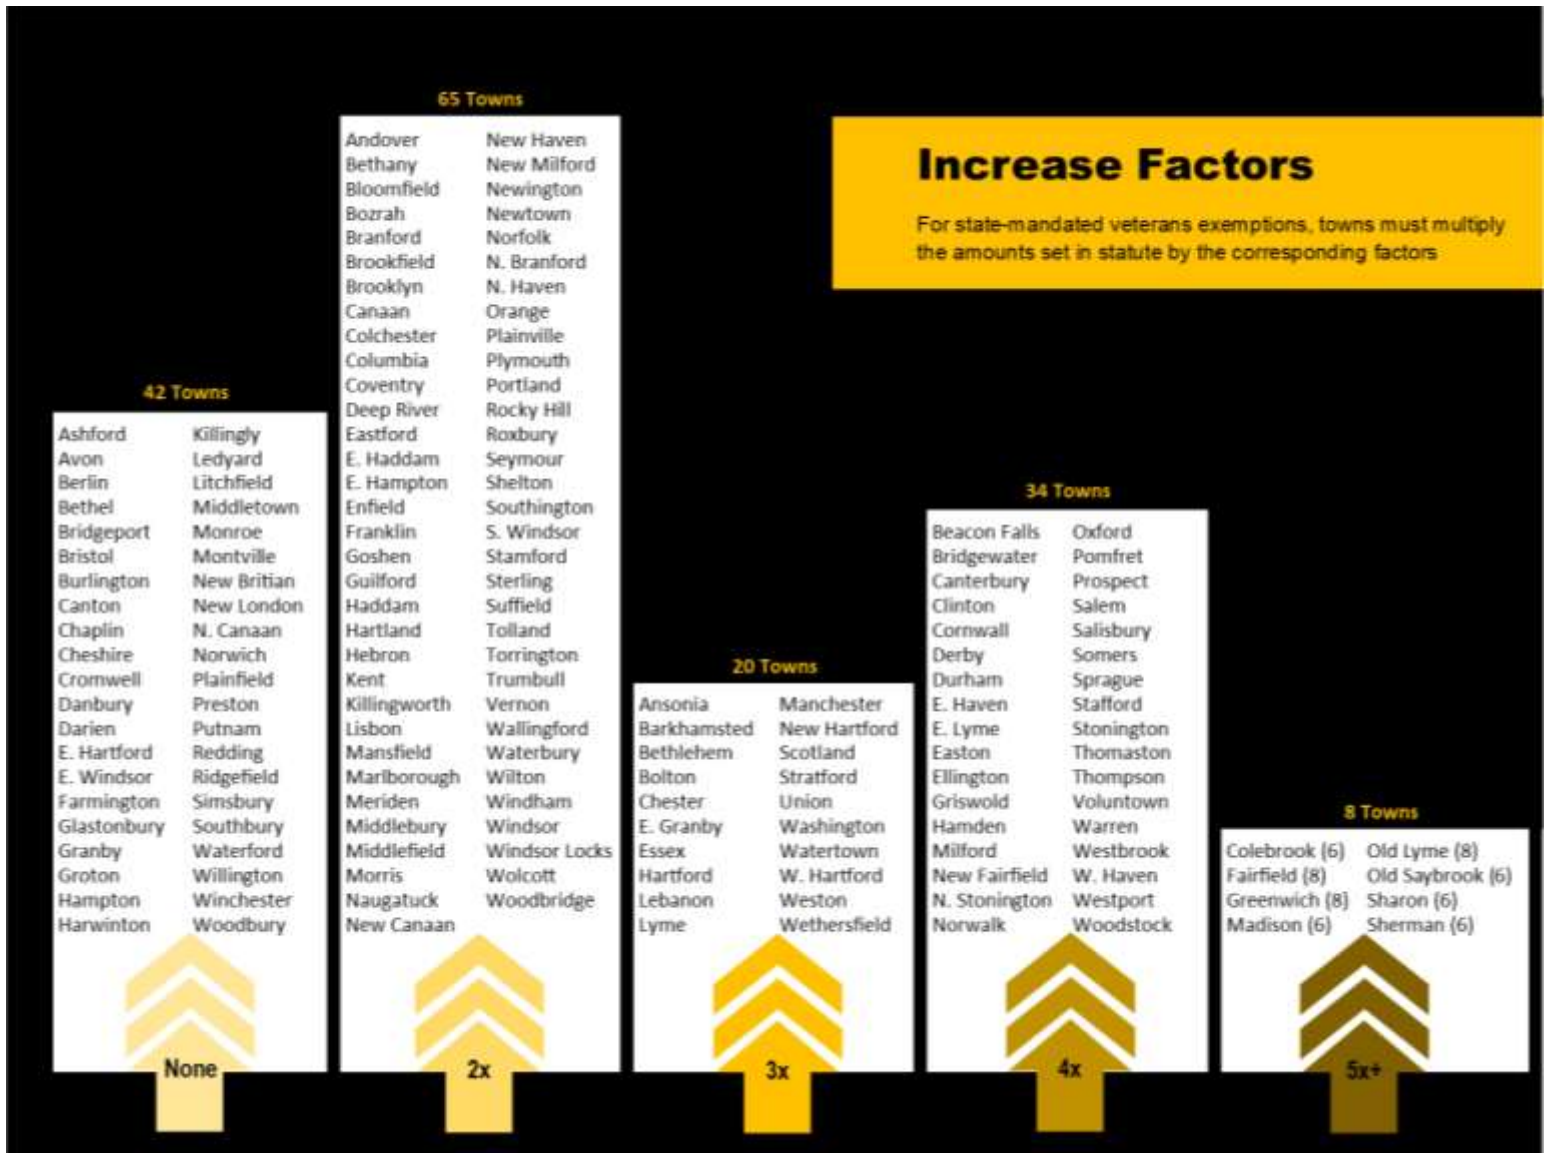 65 Towns
Andover New Haven
Bethany New Milford
Bloomfield Newington
Bozrah Newtown
Branford Norfolk
Brookfield N. Branford
Brooklyn N. Haven
Canaan Orange
Colchester Plainville
Columbia Plymouth
Coventry Portland
Deep River Rocky Hill
Eastford Roxbury
E. Haddam Seymour
E. Hampton Shelton
Enfield Southington
Franklin S. Windsor
Goshen Stamford
Guilford Sterling
Haddam Suffield
Hartland Tolland
Hebron Torrington
Kent Trumbull
Killingworth Vernon
Lisbon Wallingford
Mansfield Waterbury
Marlborough Wilton
Meriden Windham
Middlebury Windsor
Middlefield Windsor Locks
Morris Wolcott
Naugatuck Woodbridge
New Canaan
2x
Increase Factors
For state-mandated veterans exemptions, towns must multiply
the amounts set in statute by the corresponding factors
42 Towns
Ashford Killingly
Avon Ledyard
Berlin Litchfield
Bethel Middletown
Bridgeport Monroe
Bristol Montville
Burlington New Britian
Canton New London
Chaplin N. Canaan
Cheshire Norwich
Cromwell Plainfield
Danbury Preston
Darien Putnam
E. Hartford Redding
E. Windsor Ridgefield
Farmington Simsbury
Glastonbury Southbury
Granby Waterford
Groton Willington
Hampton Winchester
Harwinton Woodbury
None
20 Towns
Ansonia Manchester
Barkhamsted New Hartford
Bethlehem Scotland
Bolton Stratford
Chester Union
E. Granby Washington
Essex Watertown
Hartford W. Hartford
Lebanon Weston
Lyme Wethersfield
3x
34 Towns
Beacon Falls Oxford
Bridgewater Pomfret
Canterbury Prospect
Clinton Salem
Cornwall Salisbury
Derby Somers
Durham Sprague
E. Haven Stafford
E. Lyme Stonington
Easton Thomaston
Ellington Thompson
Griswold Voluntown
Hamden Warren
Milford Westbrook
New Fairfield W. Haven
N. Stonington Westport
Norwalk Woodstock
4x
8 Towns
Colebrook (6) Old Lyme (8)
Fairfield (8) Old Saybrook (6)
Greenwich (8) Sharon (6)
Madison (6) Sherman (6)
5x+